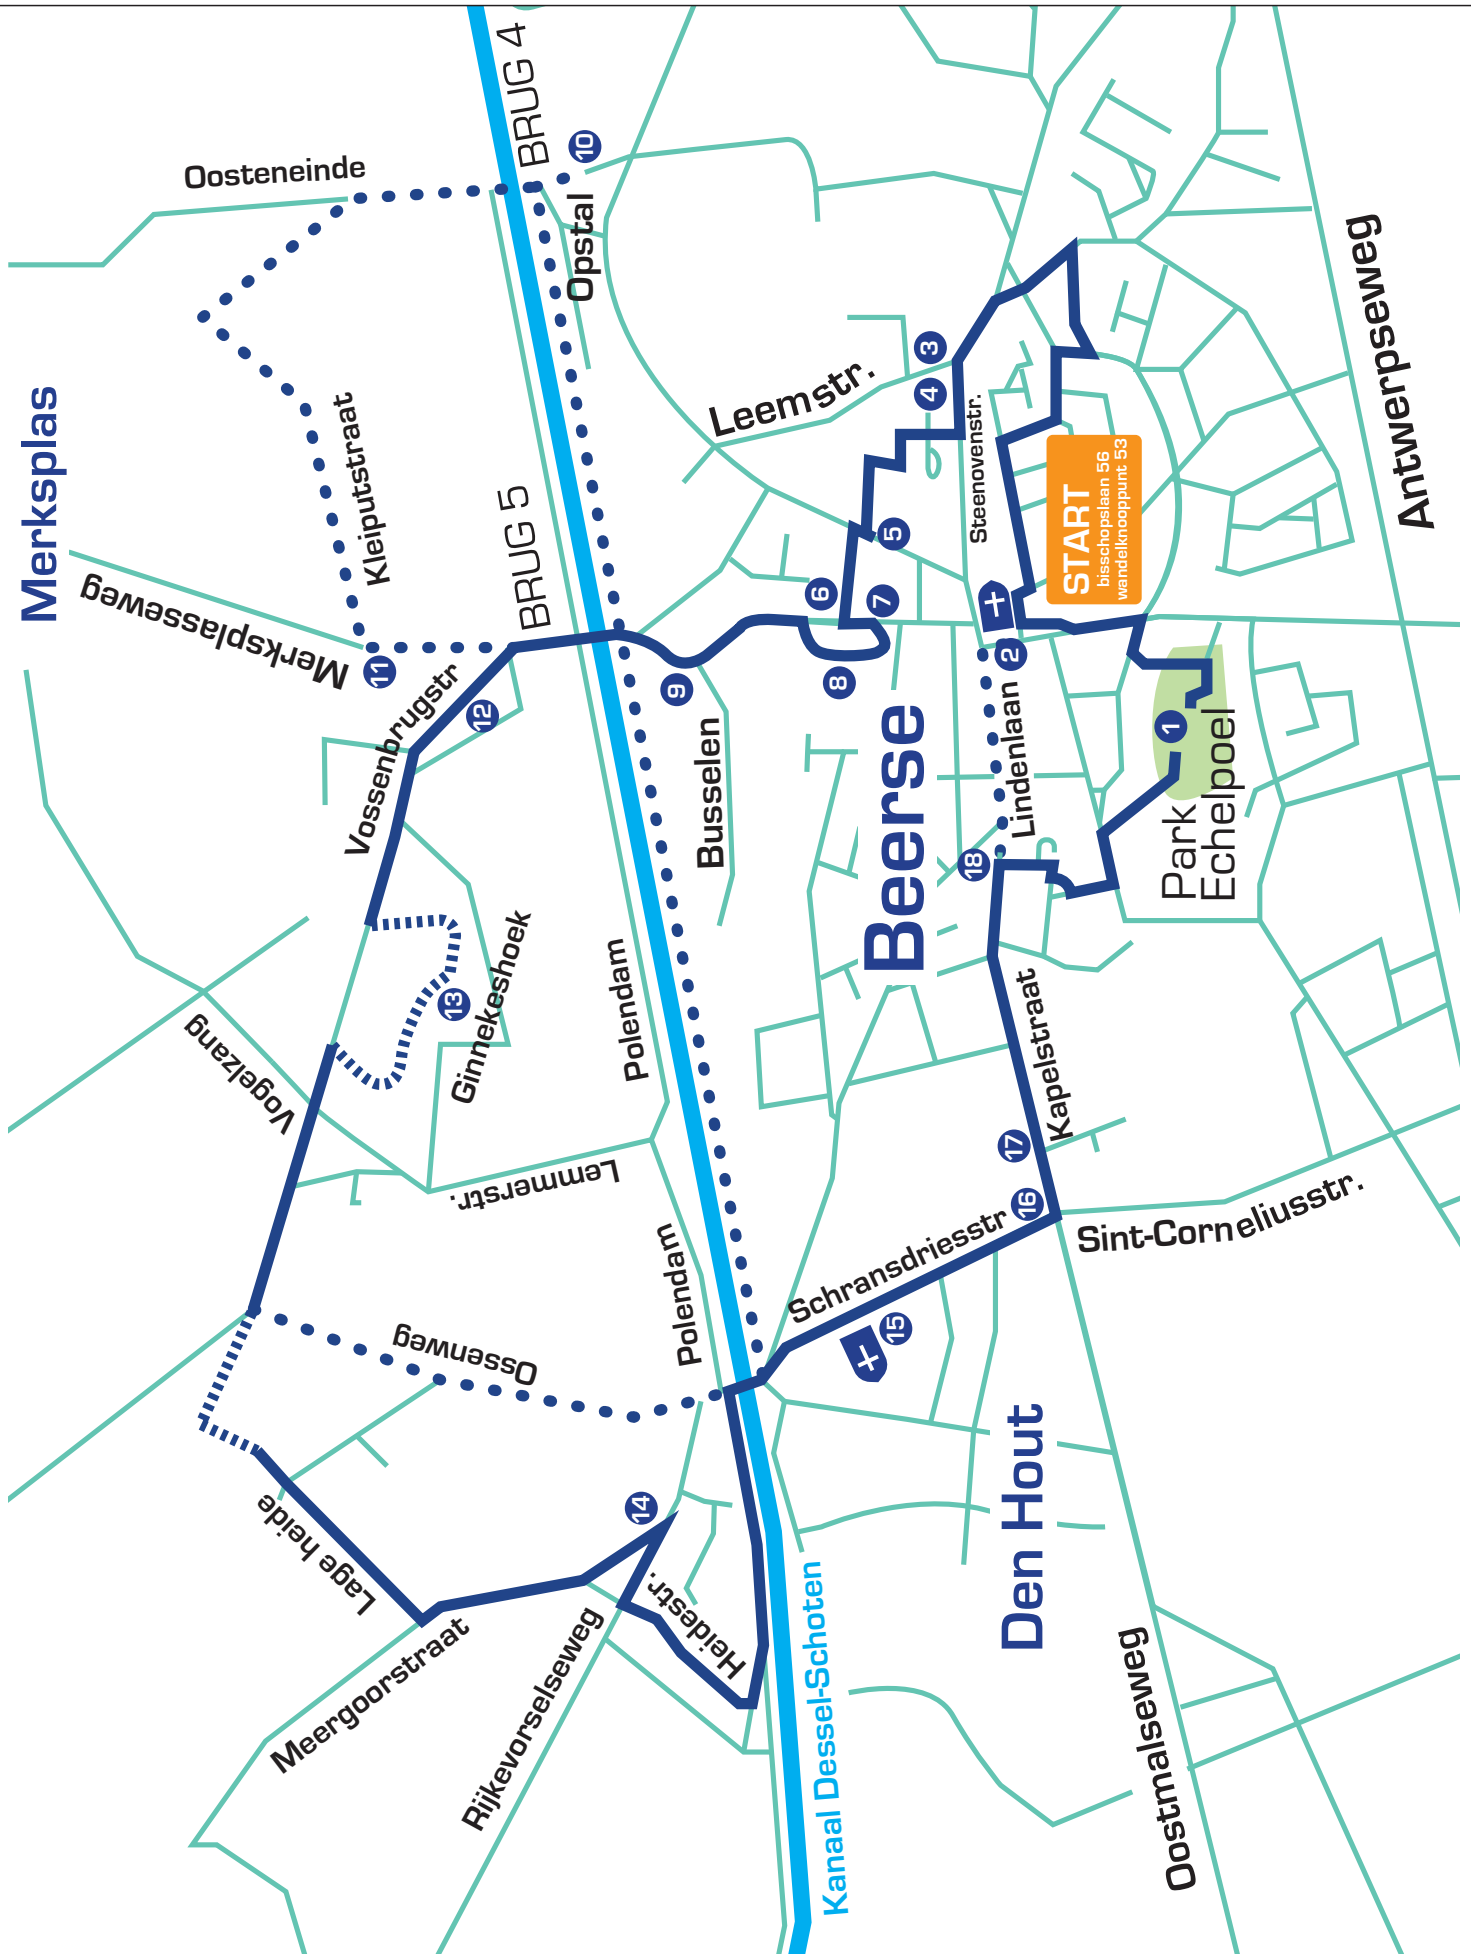 Merksplas
Oosteneinde
BRUG 4
10
Opstal
Kleiputstraat
Merksplasseweg
11
BRUG 5
Vossenbrugstr
12
9
Busselen
Leemstr.
3
4
5
6
7
8
Steenovenstr.
START
bisschopslaan 56
wandelknooppunt 53
Antwerpseweg
2
Lindenlaan
1
Park
Echelpoel
Beerse
18
Kapelstraat
17
16
Sint-Corneliusstr.
Schransdriesstr
15
Den Hout
Oostmalseweg
Polendam
Ginnekeshoek
13
Vogelzang
Lemmerstr.
Polendam
Ossenweg
Lage heide
14
Heidestr.
Meergoorstraat
Rijkevorselseweg
Kanaal Dessel-Schoten